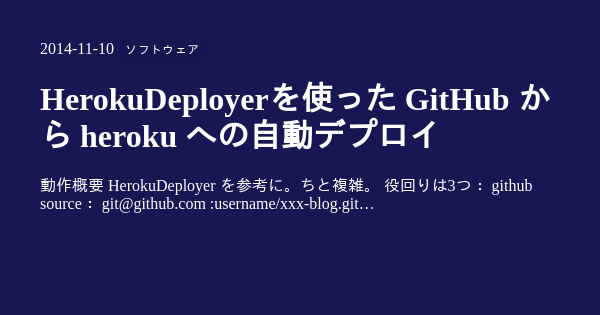 2014-11-10 ソフトウェア
HerokuDeployerを使った GitHub か
ら heroku への自動デプロイ
動作概要 HerokuDeployer を参考に。ちと複雑。 役回りは3つ： github
source： git@github.com :username/xxx-blog.git…